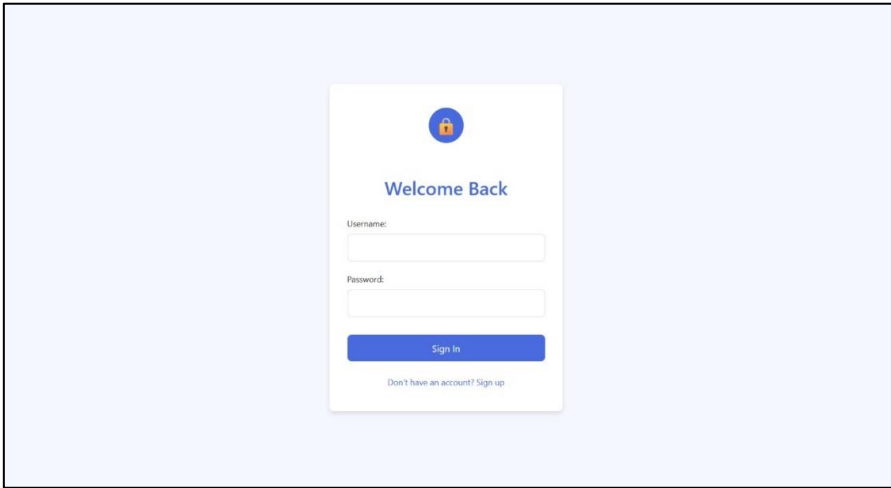 Welcome Back
Username:
Password:
Sign In
Don't have an account? Sign up